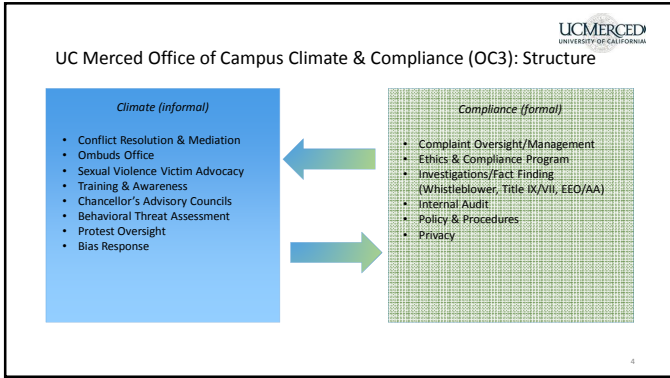 UCMERCED
UNIVERSITY OF CALIFORNIA
UC Merced Office of Campus Climate & Compliance (OC3): Structure
Climate (informal)
• Conflict Resolution & Mediation
• Ombuds Office
• Sexual Violence Victim Advocacy
• Training & Awareness
• Chancellor's Advisory Councils
• Behavioral Threat Assessment
• Protest Oversight
• Bias Response
Compliance (formal)
• Complaint Oversight/Management
• Ethics & Compliance Program
• Investigations/Fact Finding
(Whistleblower, Title IX/VII, EEO/AA)
• Internal Audit
• Policy & Procedures
• Privacy
4